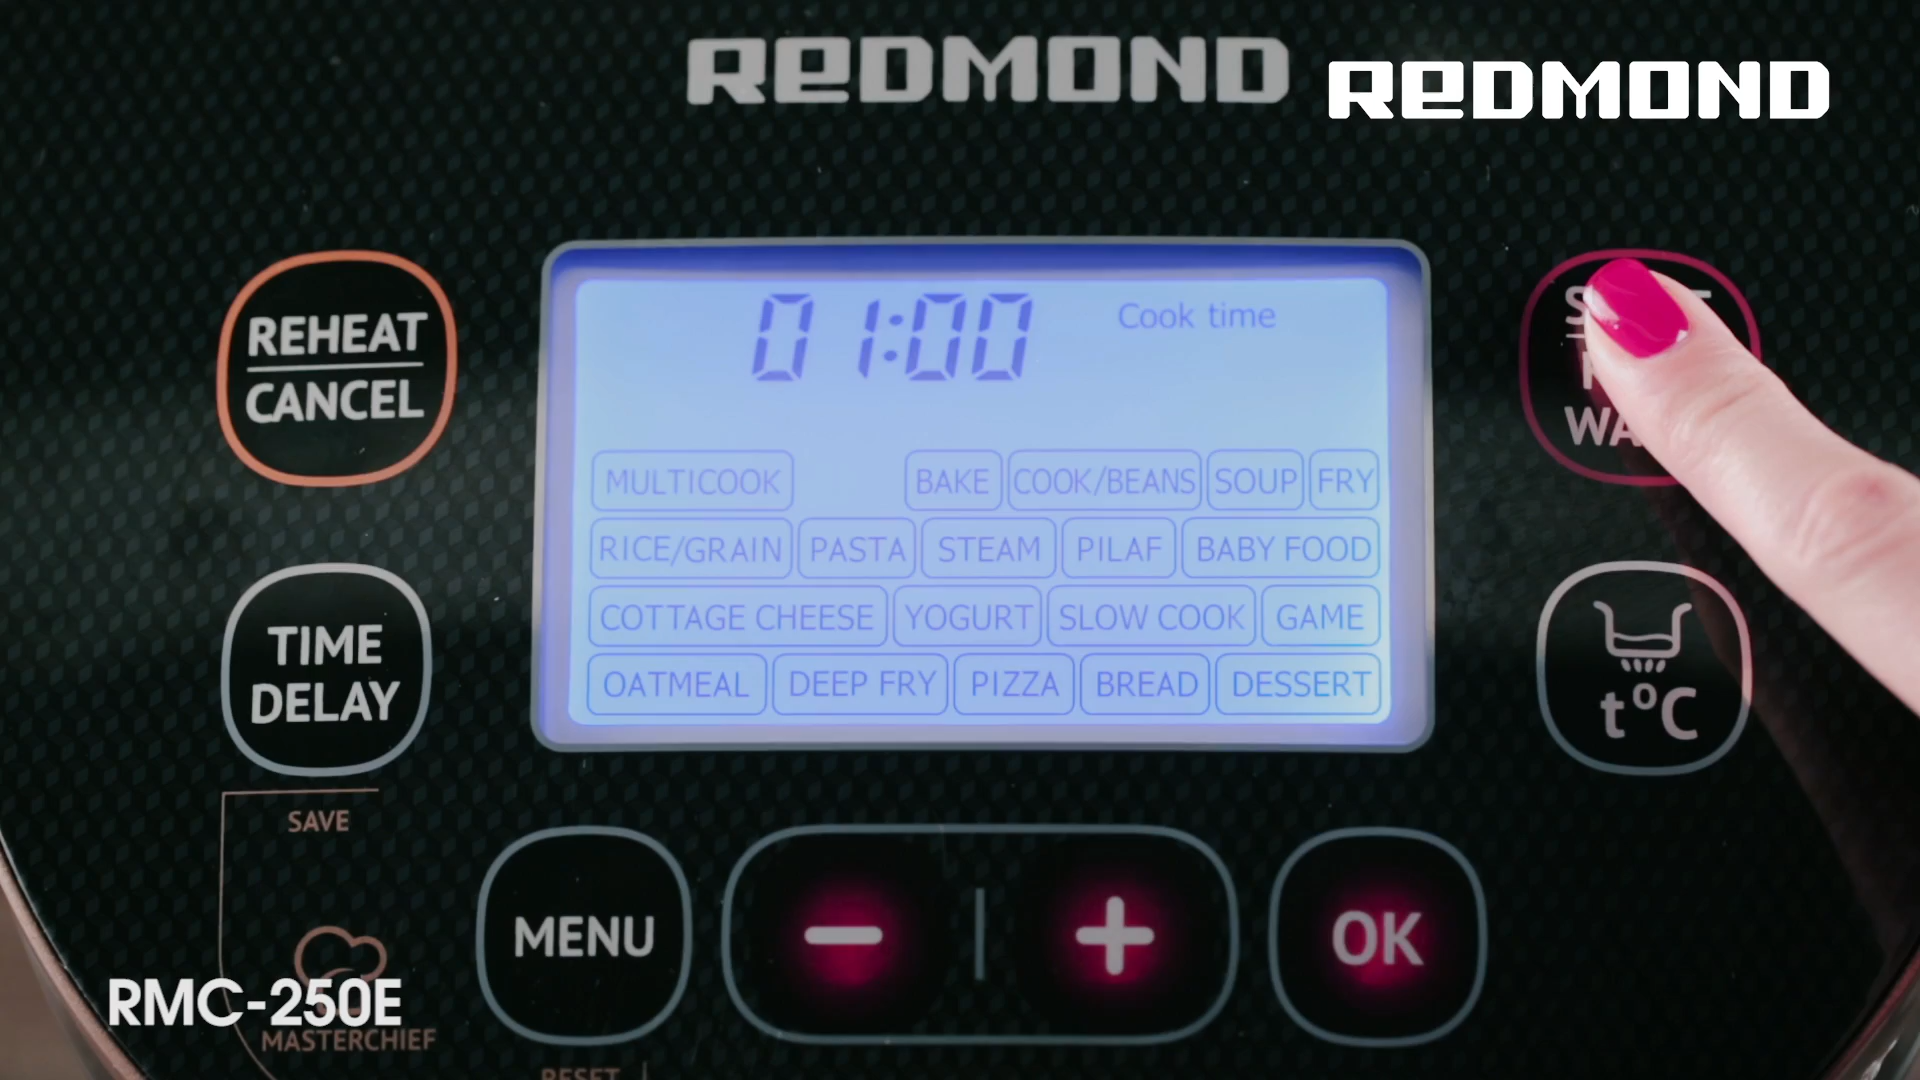 REDMOND
REDMOND
REHEAT
CANCEL
01:00 Cook time
MULTICOOK BAKE COOK/BEANS SOUP FRY
RICE/GRAIN PASTA STEAM PILAF BABY FOOD
COTTAGE CHEESE YOGURT SLOW COOK GAME
OATMEAL DEEP FRY PIZZA BREAD DESSERT
TIME
DELAY
t°C
SAVE
MENU
OK
RMC-250E
MASTERCHIEF
RESET